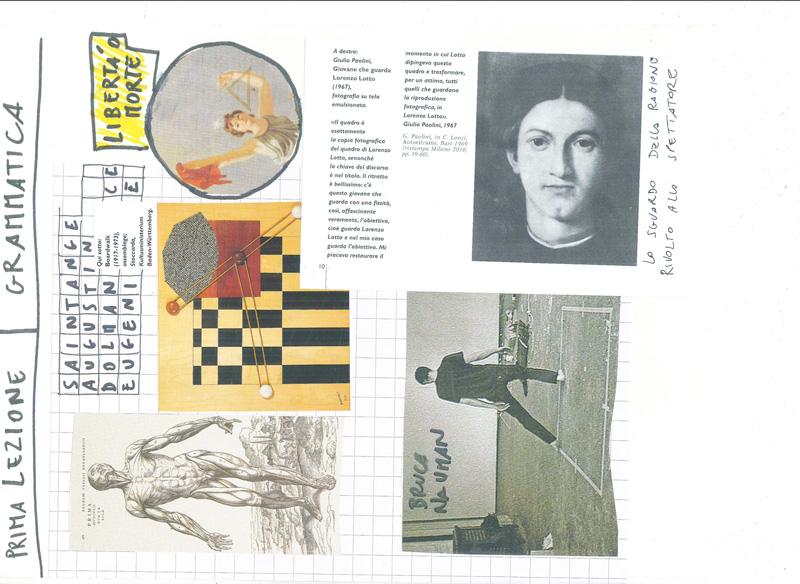 PRIMA LEZIONE | GRAMMATICA
LIBERTÀ O
MORTE
SAINTANGE
AUGUSTIN
DOLMAN CE
EUGENI E
Qui sotto:
Boardwalk
(1917-1973),
assemblage;
Stoccarda,
Kultusministerium
Baden-Württemberg.
A destra:
Giulio Paolini,
Giovane che guarda
Lorenzo Lotto
(1967),
fotografia su tela
emulsionata.
«Il quadro è
esattamente
la copia fotografica
del quadro di Lorenzo
Lotto, senonché
la chiave del discorso
è nel titolo. Il ritratto
è bellissimo: c'è
questo giovane che
guarda con una fissità,
così, affascinante
veramente, l'obiettivo,
cioè guarda Lorenzo
Lotto e nel mio caso
guarda l'obiettivo. Mi
piaceva restaurare il
10
momento in cui Lotto
dipingeva questo
quadro e trasformare,
per un attimo, tutti
quelli che guardano
la riproduzione
fotografica, in
Lorenzo Lotto».
Giulio Paolini, 1967
G. Paolini, in C. Lonzi,
Autoritratto, Bari 1969
(ristampa Milano 2010,
pp. 59-60).
LO SGUARDO DELLA RAGIONE
RIVOLTO ALLO SPETTATORE
PRIMA
BRUCE
NAUMAN